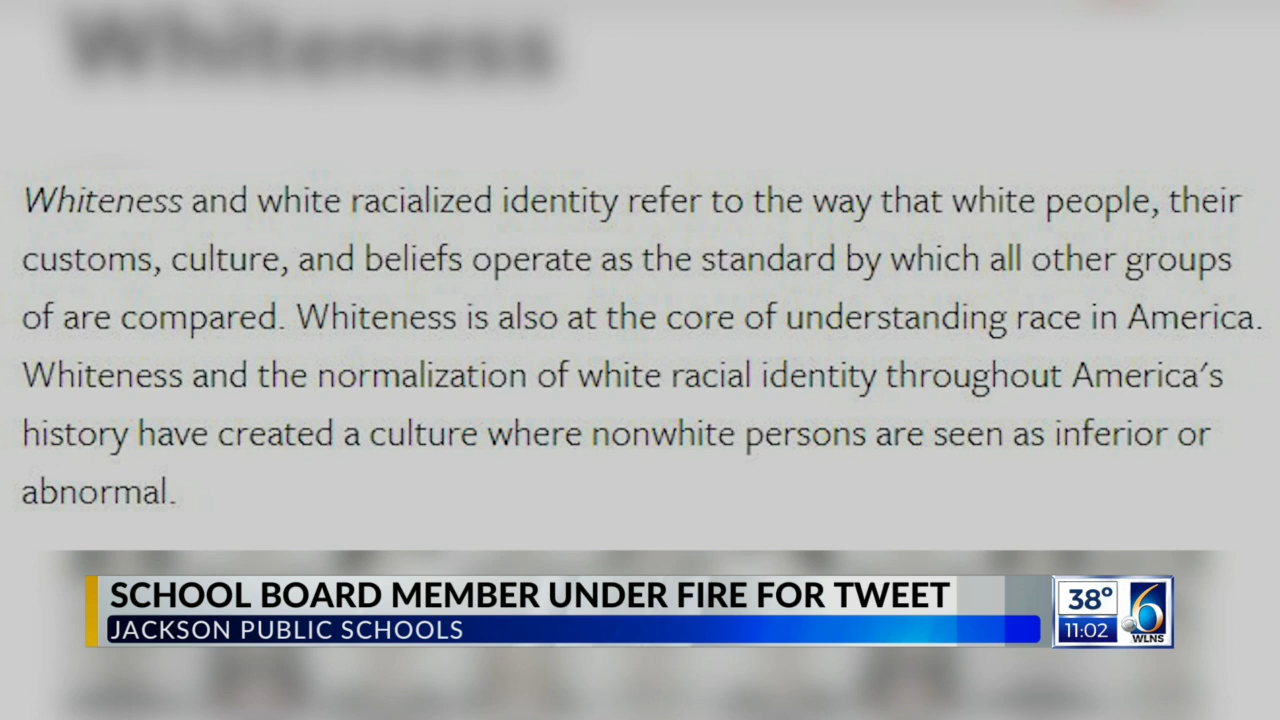 Whiteness
Whiteness and white racialized identity refer to the way that white people, their
customs, culture, and beliefs operate as the standard by which all other groups
of are compared. Whiteness is also at the core of understanding race in America.
Whiteness and the normalization of white racial identity throughout America's
history have created a culture where nonwhite persons are seen as inferior or
abnormal.
SCHOOL BOARD MEMBER UNDER FIRE FOR TWEET
JACKSON PUBLIC SCHOOLS
38°
11:02
6
WLNS